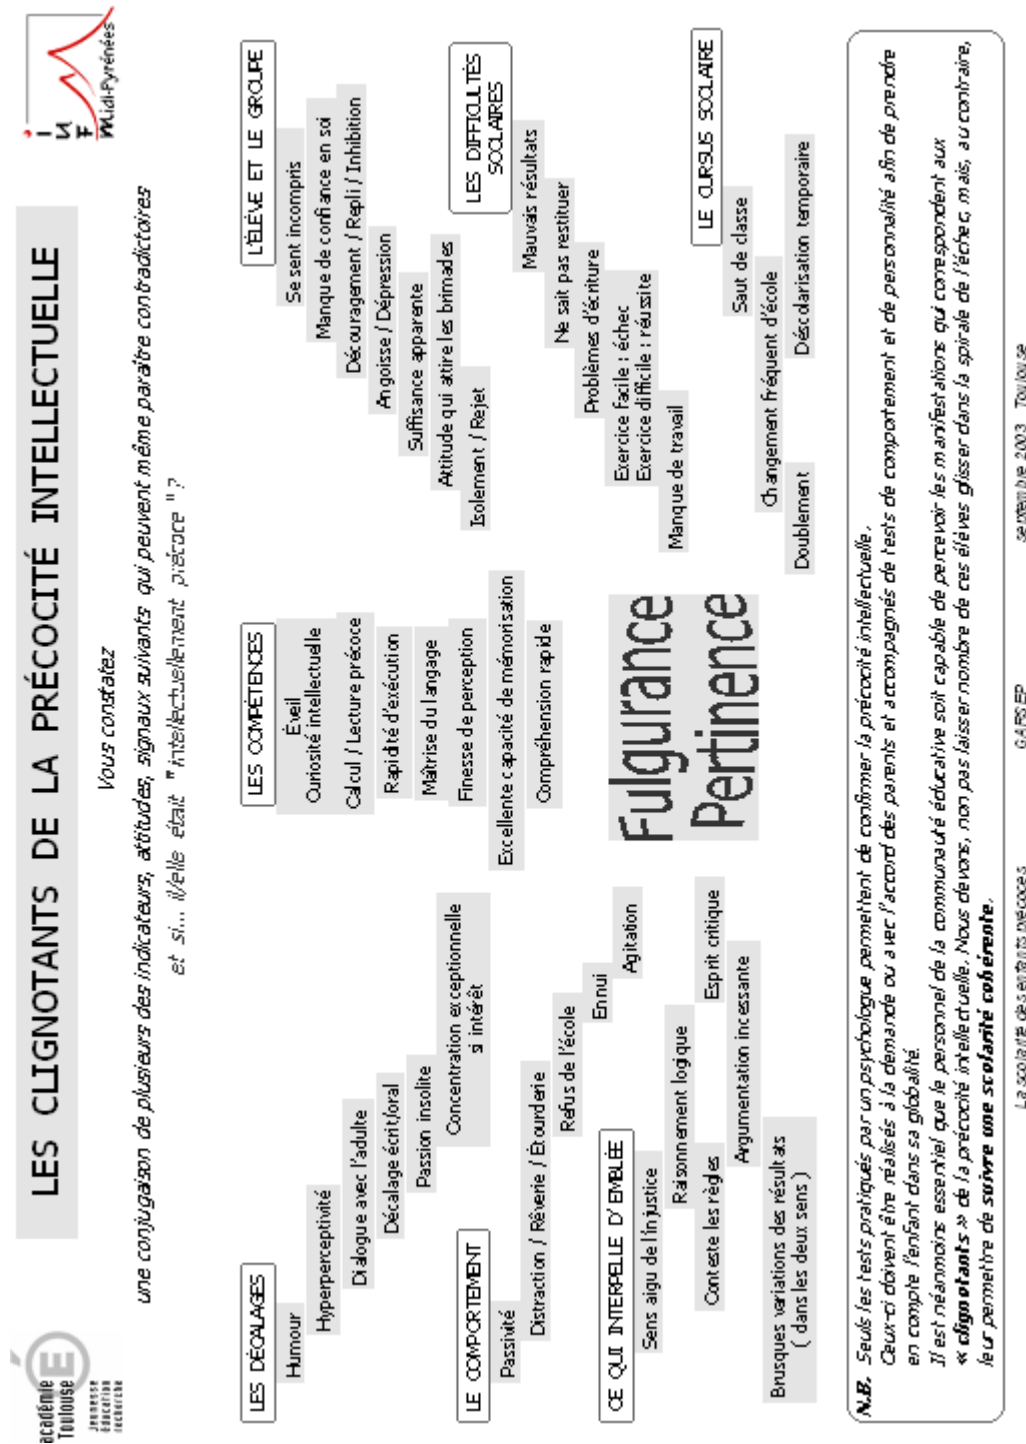 académie
Toulouse
jeunesse
éducation
recherche
LES CLIGNOTANTS DE LA PRÉCOCITÉ INTELLECTUELLE
INF
Midi-Pyrénées
Vous constatez
une conjugaison de plusieurs des indicateurs, attitudes, signaux suivants qui peuvent même paraître contradictoires
et si... il/elle était "intellectuellement précoce"?
LES DÉCALAGES
Humour
Hyperperceptivité
Dialogue avec l'adulte
Décalage écrit/oral
Passion insolite
Concentration exceptionnelle
si intérêt
LE COMPORTEMENT
Passivité
Distraction / Rêverie / Étourderie
Refus de l'école
Ennui
Agitation
CE QUI INTERPELLE D'EMBLÉE
Sens aigu de l'injustice
Raisonnement logique
Conteste les règles
Esprit critique
Argumentation incessante
Brusques variations des résultats
( dans les deux sens )
LES COMPÉTENCES
Éveil
Curiosité intellectuelle
Calcul / Lecture précoce
Rapidité d'exécution
Maîtrise du langage
Finesse de perception
Excellente capacité de mémorisation
Compréhension rapide
Fulgurance
Pertinence
L'ÉLÈVE ET LE GROUPE
Se sent incompris
Manque de confiance en soi
Découragement / Repli / Inhibition
Angoisse / Dépression
Suffisance apparente
Attitude qui attire les brimades
Isolement / Rejet
LES DIFFICULTÉS
SCOLAIRES
Mauvais résultats
Ne sait pas restituer
Problèmes d'écriture
Exercice facile : échec
Exercice difficile : réussite
Manque de travail
LE CURSUS SCOLAIRE
Saut de classe
Changement fréquent d'école
Doublement
Déscolarisation temporaire
N.B. Seuls les tests pratiqués par un psychologue permettent de confirmer la précocité intellectuelle.
Ceux-ci doivent être réalisés à la demande ou avec l'accord des parents et accompagnés de tests de comportement et de personnalité afin de prendre
en compte l'enfant dans sa globalité.
Il est néanmoins essentiel que le personnel de la communauté éducative soit capable de percevoir les manifestations qui correspondent aux
« clignotants » de la précocité intellectuelle. Nous devons, non pas laisser nombre de ces élèves glisser dans la spirale de l'échec, mais, au contraire,
leur permettre de suivre une scolarité cohérente.
La scolarité des enfants précoces GARSEP septembre 2003 Toulouse